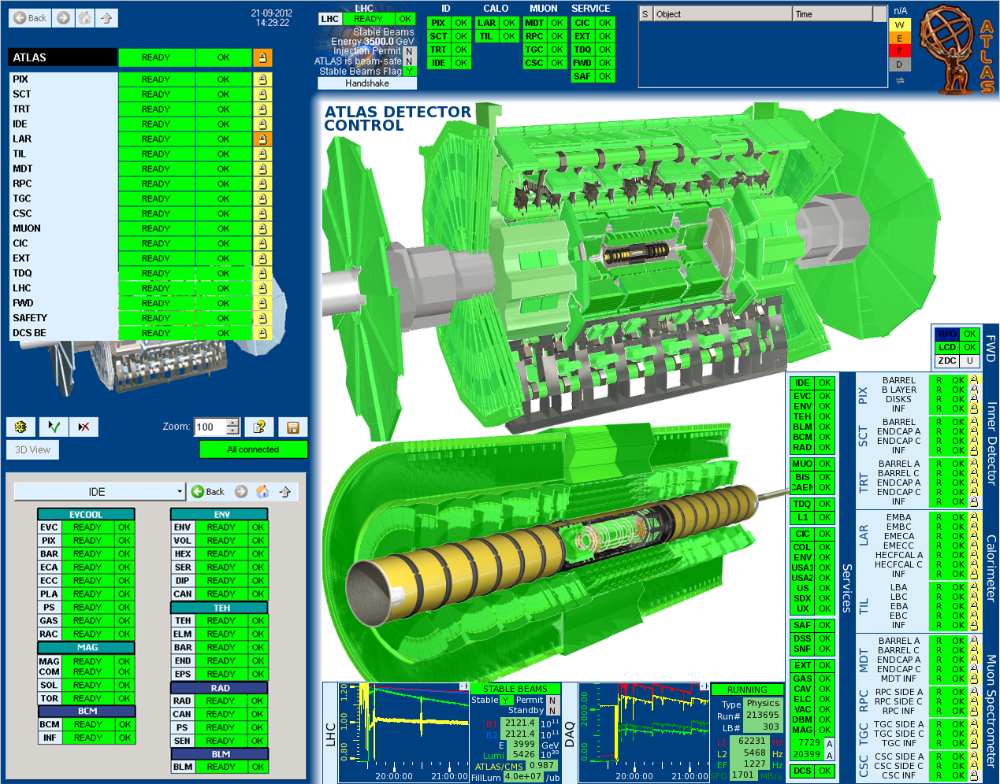 Back
21-09-2012
14:29:22
ATLAS READY OK
PIX READY OK
SCT READY OK
TRT READY OK
IDE READY OK
LAR READY OK
TIL READY OK
MDT READY OK
RPC READY OK
TGC READY OK
CSC READY OK
MUON READY OK
CIC READY OK
EXT READY OK
TDQ READY OK
LHC READY OK
FWD READY OK
SAFETY READY OK
DCS BE READY OK
Zoom: 100
3D View
All connected
IDE
Back
EVCOOL
EVC READY OK
PIX READY OK
BAR READY OK
ECA READY OK
ECC READY OK
PLA READY OK
PS READY OK
GAS READY OK
RAC READY OK
MAG
MAG READY OK
COM READY OK
SOL READY OK
TOR READY OK
BCM
BCM READY OK
INF READY OK
ENV
ENV READY OK
VOL READY OK
HEX READY OK
SER READY OK
DIP READY OK
CAN READY OK
TEH
TEH READY OK
ELM READY OK
BAR READY OK
END READY OK
EPS READY OK
RAD
RAD READY OK
CAN READY OK
PS READY OK
SEN READY OK
BLM
BLM READY OK
LHC
LHC READY OK
Stable Beams
Energy 3500.0 GeV
Injection Permit N
ATLAS is beam-safe N
Stable Beams Flag Y
Handshake
ID
PIX OK
SCT OK
TRT OK
IDE OK
CALO
LAR OK
TIL OK
MUON
MDT OK
RPC OK
TGC OK
CSC OK
SERVICE
CIC OK
EXT OK
TDQ OK
FWD OK
SAF OK
S Object Time
n/A
W
E
F
D
ATLAS
ATLAS DETECTOR
CONTROL
RPO OK
LCD OK
ZDC U
FWD
IDE OK
EVC OK
ENV OK
TEH OK
BLM OK
BCM OK
RAD OK
MUO OK
BIS OK
CAEN OK
TDQ OK
L1 OK
CIC OK
COL OK
ENV OK
USA1 OK
USA2 OK
US OK
SDX OK
UX OK
SAF OK
DSS OK
SNF OK
EXT OK
GAS OK
CAV OK
ELC OK
VAC OK
DBM OK
MAG OK
7729 A
20399 A
DCS OK
Services
PIX
BARREL R OK
B LAYER R OK
DISKS R OK
INF R OK
SCT
BARREL R OK
ENDCAP A R OK
ENDCAP C R OK
INF R OK
TRT
BARREL A R OK
BARREL C R OK
ENDCAP A R OK
ENDCAP C R OK
INF R OK
Inner Detector
LAR
EMBA R OK
EMBC R OK
EMECA R OK
EMECC R OK
HECFCAL A R OK
HECFCAL C R OK
INF R OK
TIL
LBA R OK
LBC R OK
EBA R OK
EBC R OK
INF R OK
Calorimeter
MDT
BARREL A R OK
BARREL C R OK
ENDCAP A R OK
ENDCAP C R OK
MDT INF R OK
RPC
RPC SIDE A R OK
RPC SIDE C R OK
RPC INF R OK
TGC
TGC SIDE A R OK
TGC SIDE C R OK
TGC INF R OK
CSC
CSC SIDE A R OK
CSC SIDE C R OK
CSC INF R OK
Muon Spectrometer
LHC
1.20
1.00
0.80
20:00:00 21:00:00
STABLE BEAMS
Stable Y Permit N
Standby N
B1 2121.4 10¹¹
B2 2121.4 10¹¹
E 3999 GeV
Lumi 5426 10³⁰
ATLAS/CMS 0.987
FillLum 4.0e+07 /ub
DAQ
2000.0
0.00
20:00:00 21:00:00
RUNNING
Type Physics
Run# 213695
LB# 303
L1 62231 Hz
L2 5468 Hz
EF 1227 Hz
SFO 1701 MB/s